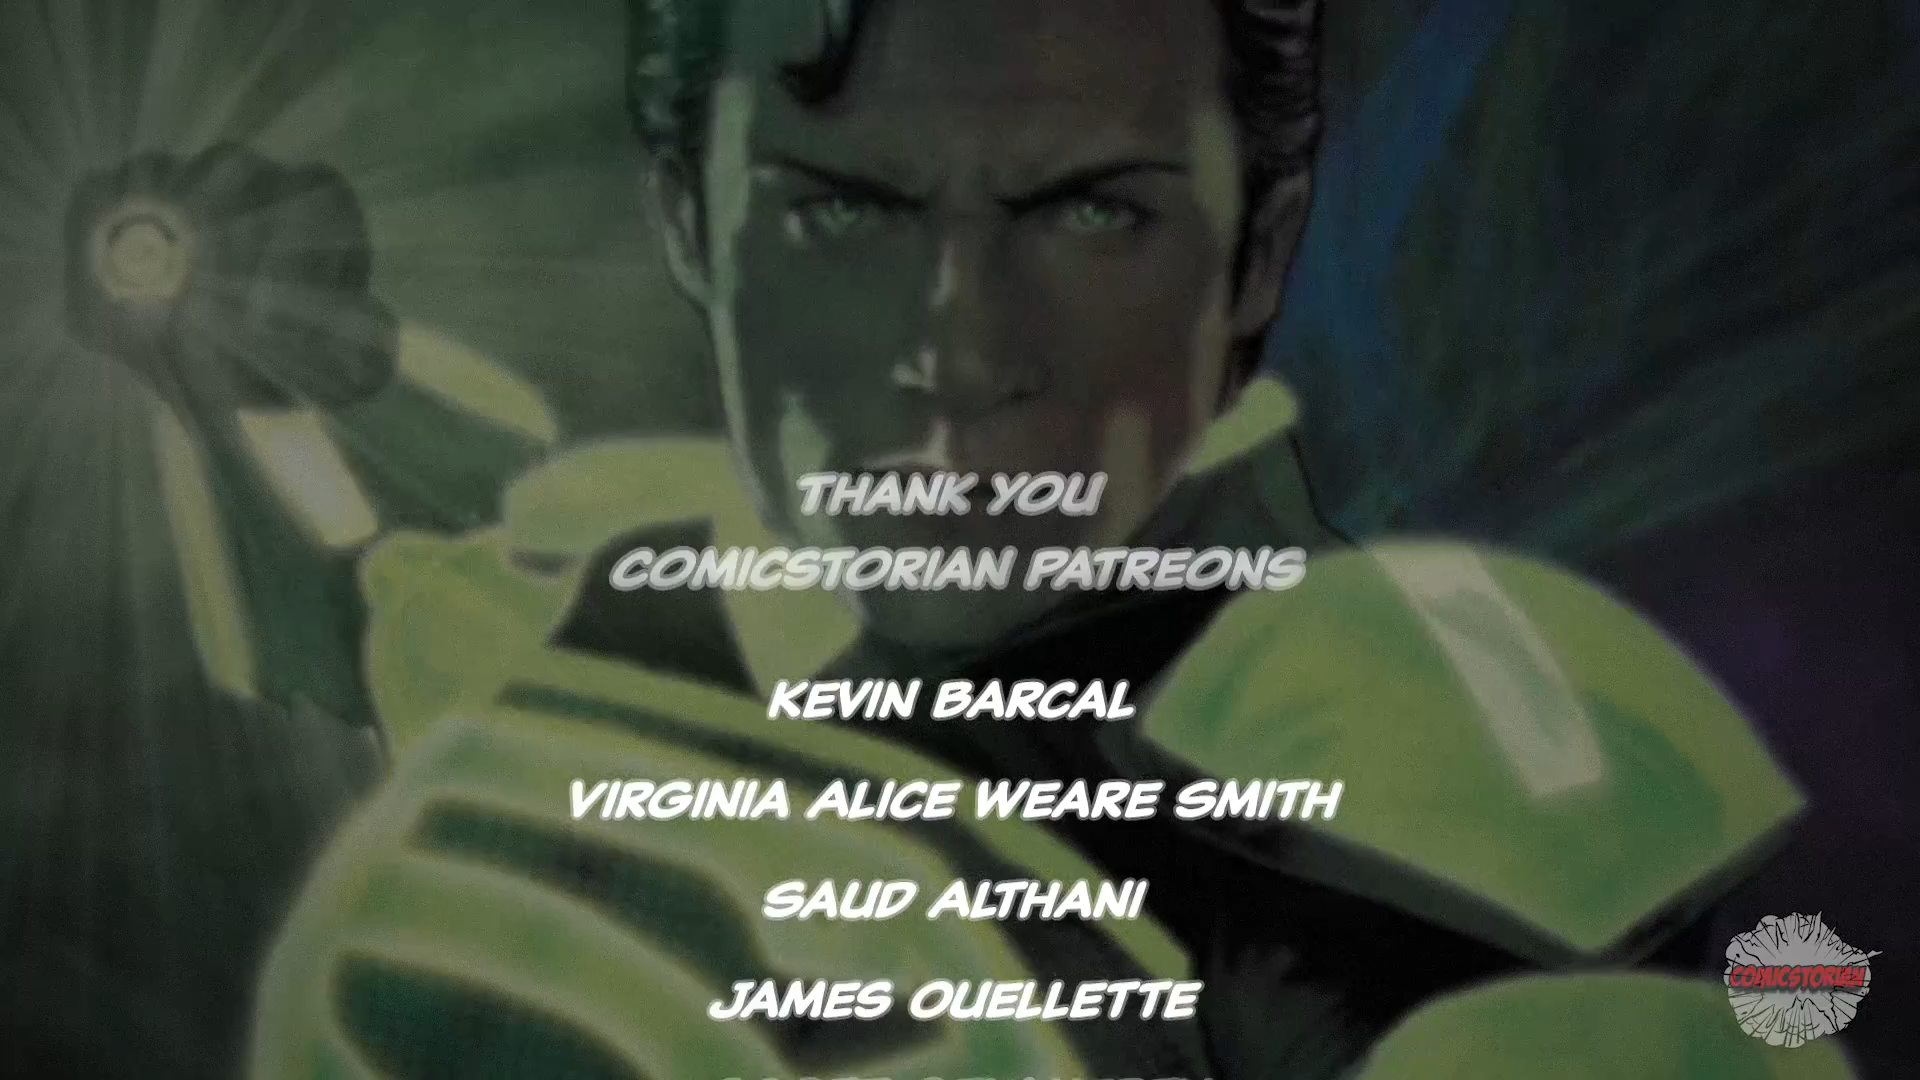 THANK YOU
COMICSTORIAN PATREONS
KEVIN BARCAL
VIRGINIA ALICE WEARE SMITH
SAUD ALTHANI
JAMES OUELLETTE
COMICSTORIAN